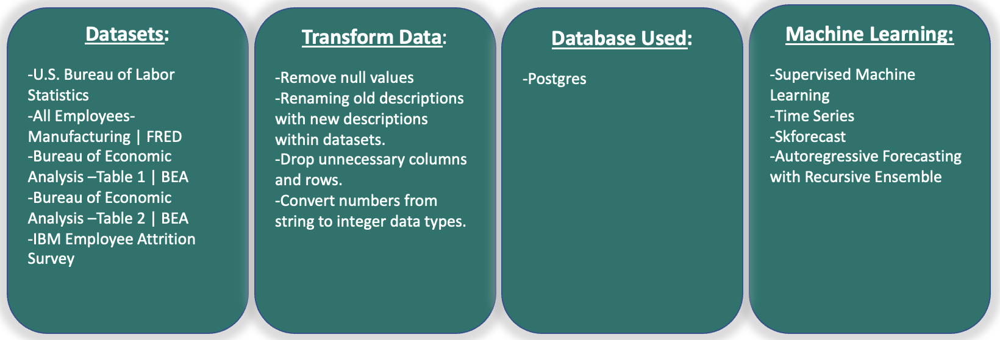 Datasets:
-U.S. Bureau of Labor
Statistics
-All Employees-
Manufacturing | FRED
-Bureau of Economic
Analysis –Table 1 | BEA
-Bureau of Economic
Analysis –Table 2 | BEA
-IBM Employee Attrition
Survey
Transform Data:
-Remove null values
-Renaming old descriptions
with new descriptions
within datasets.
-Drop unnecessary columns
and rows.
-Convert numbers from
string to integer data types.
Database Used:
-Postgres
Machine Learning:
-Supervised Machine
Learning
-Time Series
-Skforecast
-Autoregressive Forecasting
with Recursive Ensemble